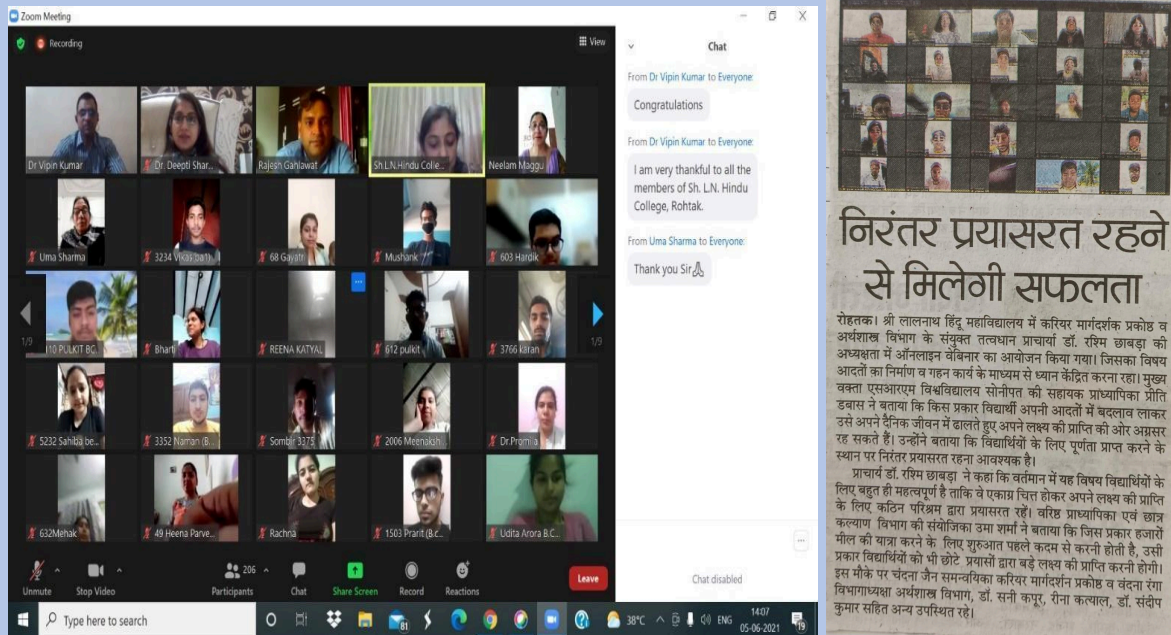 Zoom Meeting
Recording
View
Dr Vipin Kumar
Dr. Deepti Shar...
Rajesh Gahlawat
Sh.L.N.Hindu Colle...
Neelam Maggu
Uma Sharma
3234 Vikas ba1)
68 Gayatri
Mushank
603 Hardik
110 PULKIT BC.
Bharti
REENA KATYAL
612 pulkit
3766 karan
1/9
1/9
5232 Sahiba be...
3352 Naman (B...
Sombir 3375
2006 Meenaksh...
Dr.Promila
632Mehak
49 Heena Parve...
Rachna
1503 Prarit (B.c...
Udita Arora B.C...
Unmute
Stop Video
206
Participants
Chat
Share Screen
Record
Reactions
Leave
Chat
From Dr Vipin Kumar to Everyone:
Congratulations
From Dr Vipin Kumar to Everyone:
I am very thankful to all the
members of Sh. L.N. Hindu
College, Rohtak.
From Uma Sharma to Everyone:
Thank you Sir🙏
Chat disabled
Type here to search
81
38°C
ENG
14:07
05-06-2021
19
निरंतर प्रयासरत रहने
से मिलेगी सफलता
रोहतक। श्री लालनाथ हिंदू महाविद्यालय में करियर मार्गदर्शक प्रकोष्ठ व
अर्थशास्त्र विभाग के संयुक्त तत्वधान प्राचार्या डॉ. रश्मि छाबड़ा की
अध्यक्षता में ऑनलाइन वेबिनार का आयोजन किया गया। जिसका विषय
आदतों का निर्माण व गहन कार्य के माध्यम से ध्यान केंद्रित करना रहा। मुख्य
वक्ता एसआरएम विश्वविद्यालय सोनीपत की सहायक प्राध्यापिका प्रीति
डबास ने बताया कि किस प्रकार विद्यार्थी अपनी आदतों में बदलाव लाकर
उसे अपने दैनिक जीवन में ढालते हुए अपने लक्ष्य की प्राप्ति की ओर अग्रसर
रह सकते हैं। उन्होंने बताया कि विद्यार्थियों के लिए पूर्णता प्राप्त करने के
स्थान पर निरंतर प्रयासरत रहना आवश्यक है।
प्राचार्य डॉ. रश्मि छाबड़ा ने कहा कि वर्तमान में यह विषय विद्यार्थियों के
लिए बहुत ही महत्वपूर्ण है ताकि वे एकाग्र चित्त होकर अपने लक्ष्य की प्राप्ति
के लिए कठिन परिश्रम द्वारा प्रयासरत रहें। वरिष्ठ प्राध्यापिका एवं छात्र
कल्याण विभाग की संयोजिका उमा शर्मा ने बताया कि जिस प्रकार हजारों
मील की यात्रा करने के लिए शुरुआत पहले कदम से करनी होती है, उसी
प्रकार विद्यार्थियों को भी छोटे प्रयासों द्वारा बड़े लक्ष्य की प्राप्ति करनी होगी।
इस मौके पर चंदना जैन समन्वयिका करियर मार्गदर्शन प्रकोष्ठ व वंदना रंगा
विभागाध्यक्षा अर्थशास्त्र विभाग, डॉ. सनी कपूर, रीना कत्याल, डॉ. संदीप
कुमार सहित अन्य उपस्थित रहे।